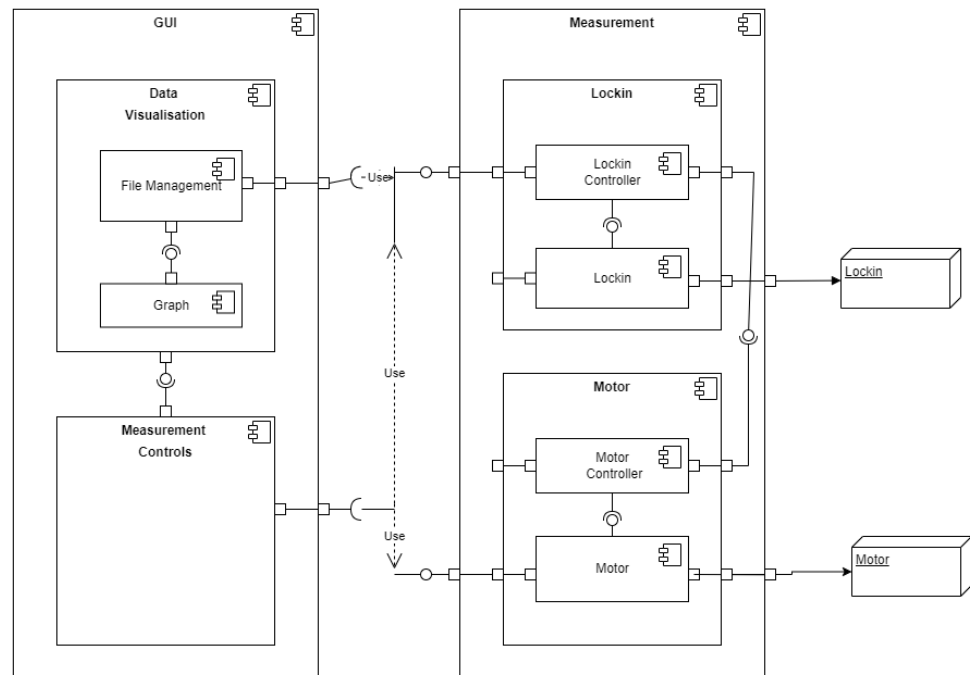 GUI
Data
Visualisation
File Management
Graph
Measurement
Controls
Use
Use
Use
Measurement
Lockin
Lockin
Controller
Lockin
Motor
Motor
Controller
Motor
Lockin
Motor